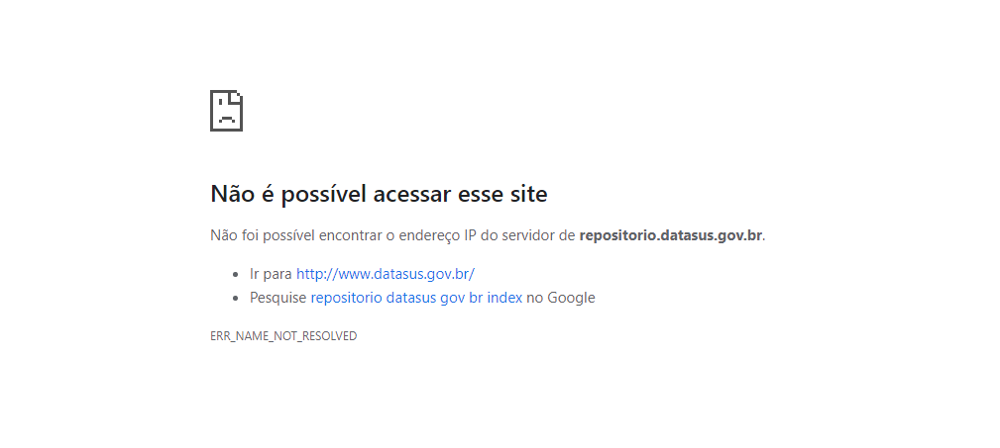 Não é possível acessar esse site
Não foi possível encontrar o endereço IP do servidor de repositorio.datasus.gov.br.
• Ir para http://www.datasus.gov.br/
• Pesquise repositorio datasus gov br index no Google
ERR_NAME_NOT_RESOLVED